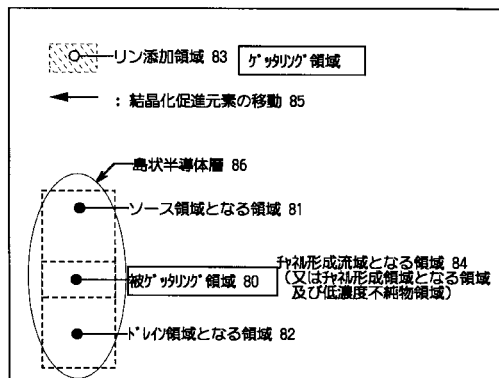 リン添加領域 83 ｹﾞｯﾀﾘﾝｸﾞ領域
: 結晶化促進元素の移動 85
島状半導体層 86
ソース領域となる領域 81
被ｹﾞｯﾀﾘﾝｸﾞ領域 80
ﾁｬﾈﾙ形成流域となる領域 84
(又はﾁｬﾈﾙ形成領域となる領域
及び低濃度不純物領域)
ﾄﾞﾚｲﾝ領域となる領域 82